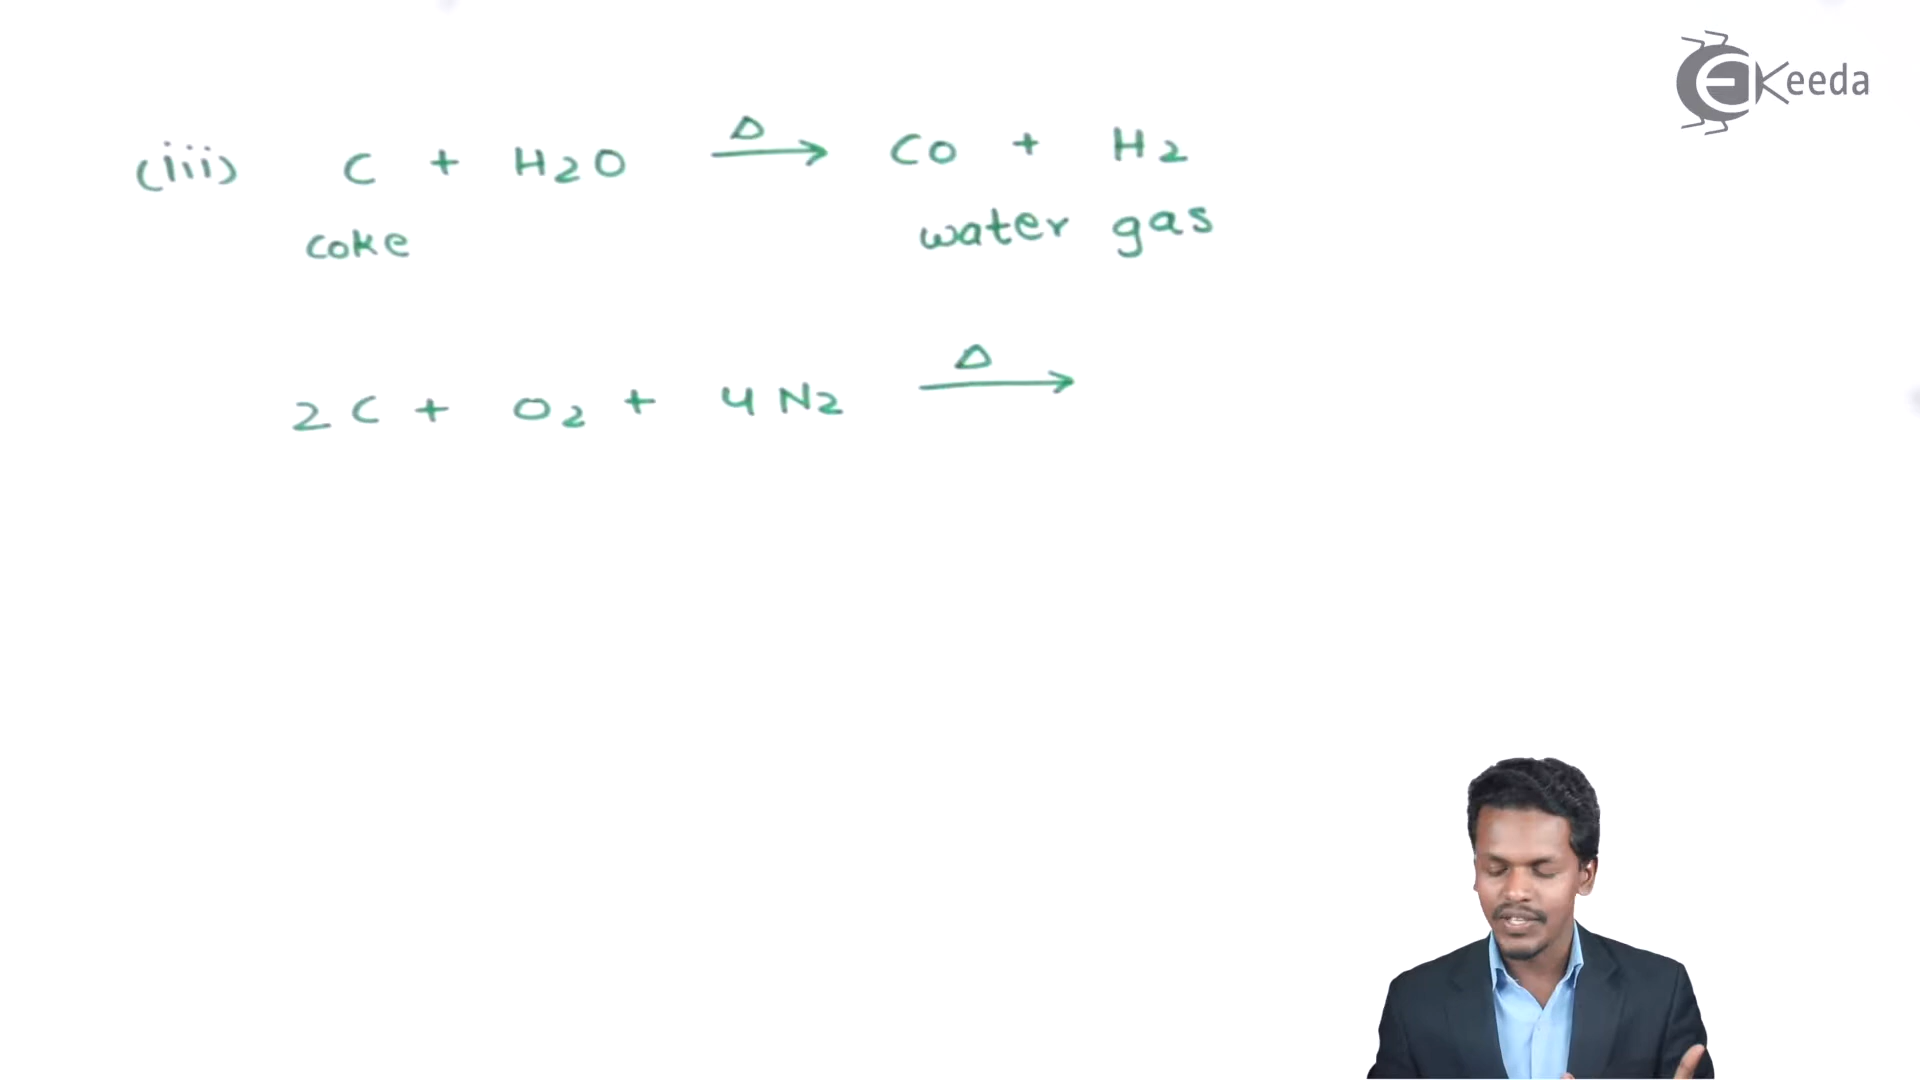 Keeda
(iii) C + H2O Δ→ CO + H2
coke water gas
2C + O2 + 4N2 Δ→